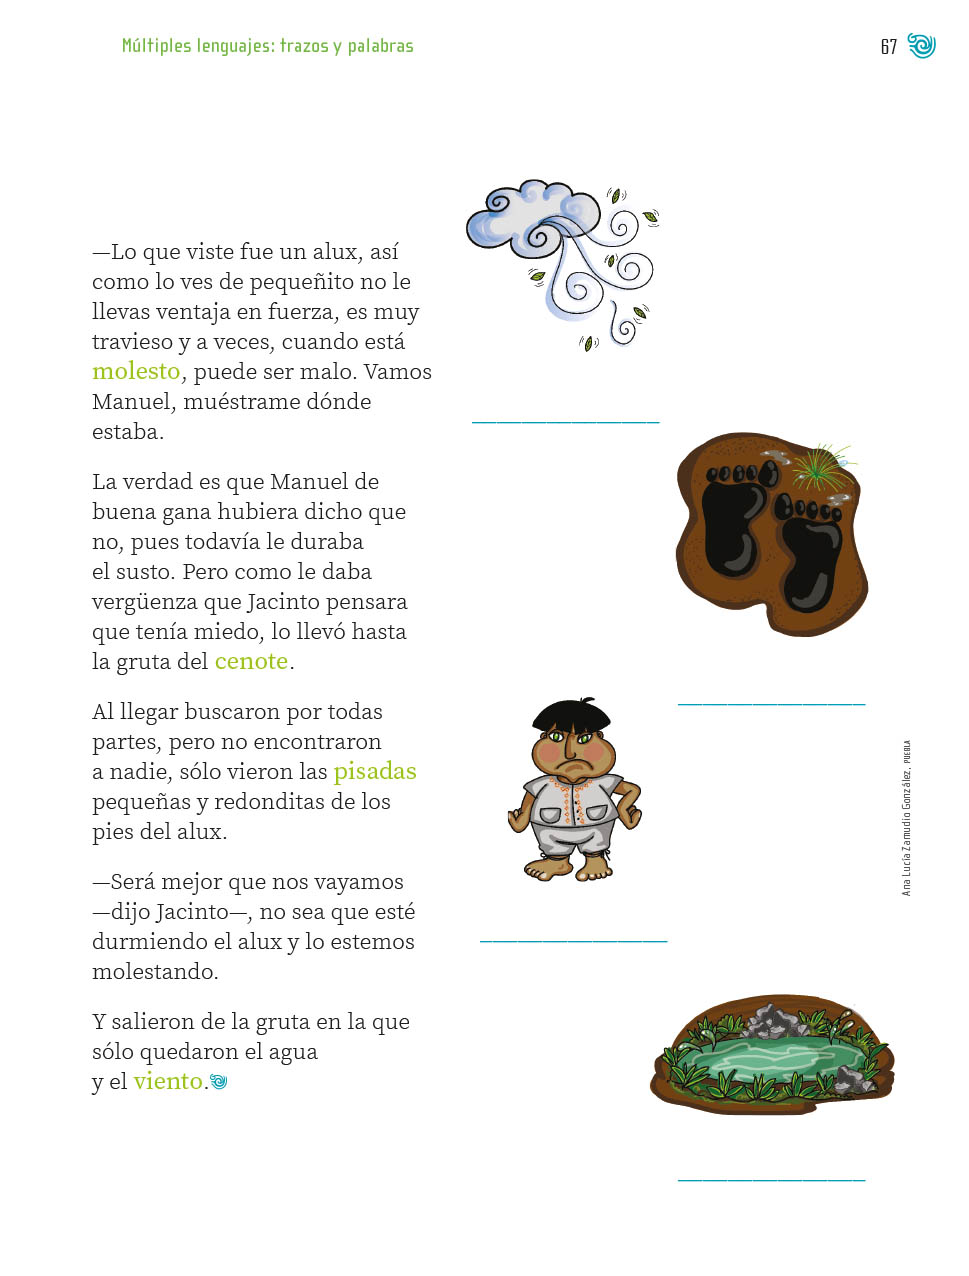 Múltiples lenguajes: trazos y palabras
67
—Lo que viste fue un alux, así
como lo ves de pequeñito no le
llevas ventaja en fuerza, es muy
travieso y a veces, cuando está
molesto, puede ser malo. Vamos
Manuel, muéstrame dónde
estaba.
La verdad es que Manuel de
buena gana hubiera dicho que
no, pues todavía le duraba
el susto. Pero como le daba
vergüenza que Jacinto pensara
que tenía miedo, lo llevó hasta
la gruta del cenote.
Al llegar buscaron por todas
partes, pero no encontraron
a nadie, sólo vieron las pisadas
pequeñas y redonditas de los
pies del alux.
—Será mejor que nos vayamos
—dijo Jacinto—, no sea que esté
durmiendo el alux y lo estemos
molestando.
Y salieron de la gruta en la que
sólo quedaron el agua
y el viento.
Ana Lucía Zamudio González, PUEBLA